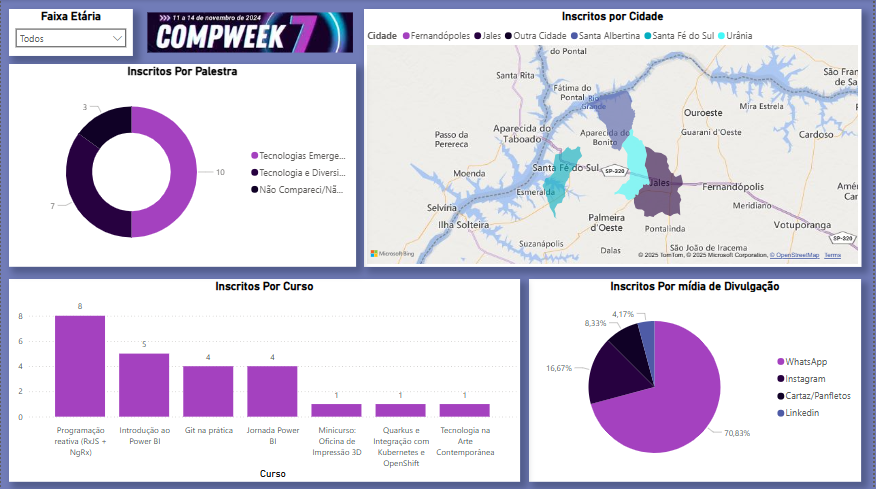 Faixa Etária
Todos
11 a 14 de novembro de 2024
COMPWEEK 7
Inscritos Por Palestra
3
10
7
Tecnologias Emerge...
Tecnologia e Diversi...
Não Compareci/Nã...
Inscritos por Cidade
Cidade Fernandópoles Jales Outra Cidade Santa Albertina Santa Fé do Sul Urânia
do Pontal
Santa Rita
Fátima do
Pontal
Rio
Grande
São Fran
de Sa
Mira Estrela
Ouroeste
Guarani d'Oeste
Cardoso
Passo da
Perereca
Aparecida do
Taboado
Aparecida do
Bonito
Moenda
Santa Fé do Sul
SP-320
Jales
Fernandópolis
Esmeralda
Améri
Car
Selvíria
Ilha Solteira
Palmeira
d'Oeste
Meridiano
Pontalinda
Votuporanga
SP-320
Suzanápolis
Dalas
São João de Iracema
Microsoft Bing
© 2025 TomTom, © 2025 Microsoft Corporation, © OpenStreetMap Terms
Inscritos Por Curso
8
6
4
2
0
8
5
4
4
1
1
1
Programação
reativa (RxJS +
NgRx)
Introdução ao
Power BI
Git na prática
Jornada Power
BI
Minicurso:
Oficina de
Impressão 3D
Quarkus e
Integração com
Kubernetes e
OpenShift
Tecnologia na
Arte
Contemporânea
Curso
Inscritos Por mídia de Divulgação
4,17%
8,33%
16,67%
70,83%
WhatsApp
Instagram
Cartaz/Panfletos
Linkedin